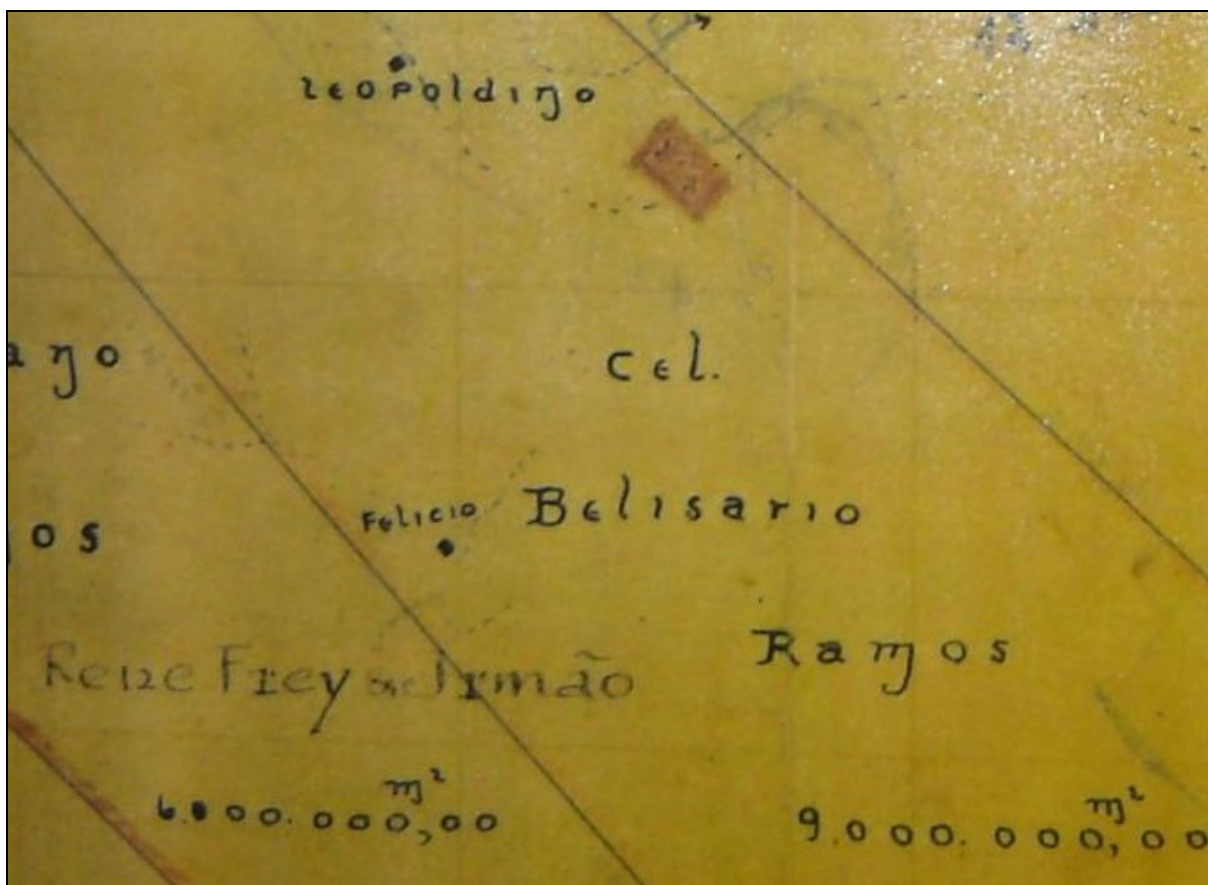 Leopoldino
ano
Cel.
Felicio
Belisario
os
Ramos
Rene Frey & Irmão
6.000.000,00 m²
9.000.000,00 m²